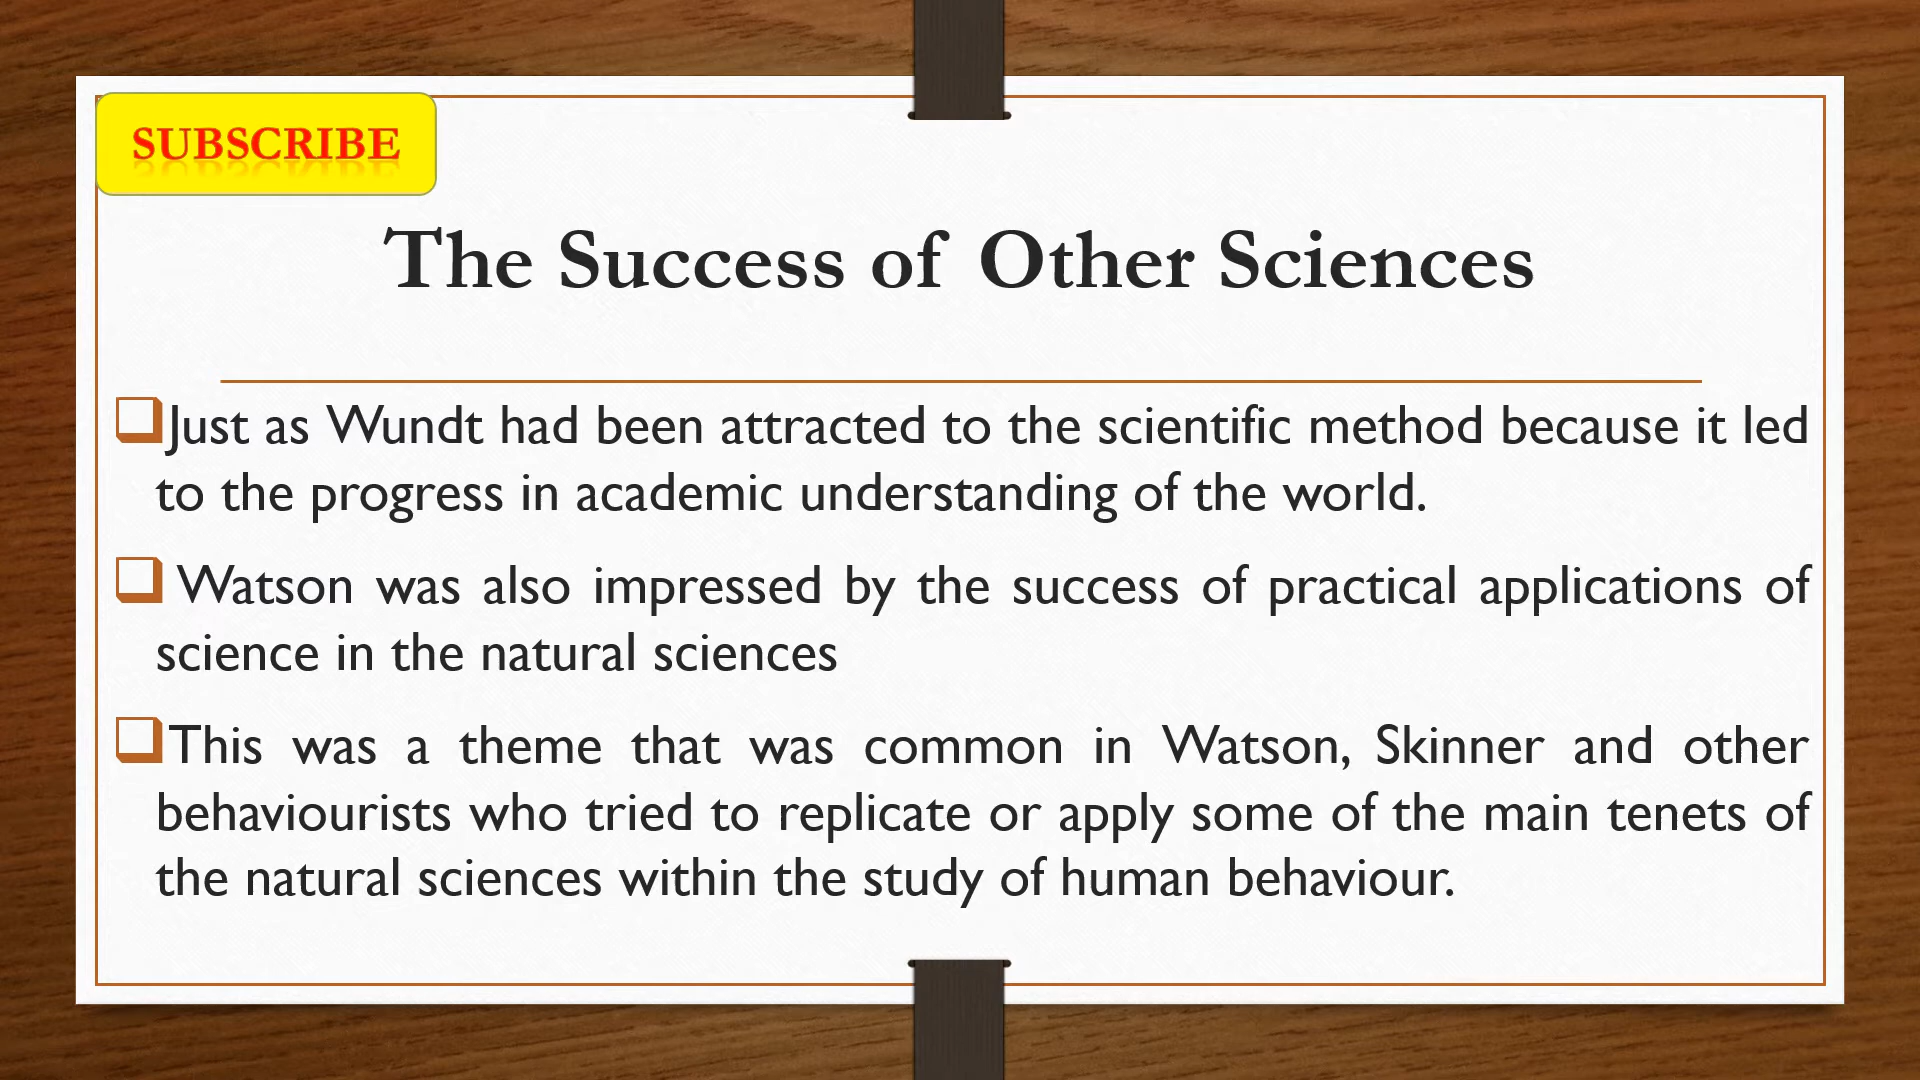 SUBSCRIBE
The Success of Other Sciences
Just as Wundt had been attracted to the scientific method because it led
to the progress in academic understanding of the world.
Watson was also impressed by the success of practical applications of
science in the natural sciences
This was a theme that was common in Watson, Skinner and other
behaviourists who tried to replicate or apply some of the main tenets of
the natural sciences within the study of human behaviour.